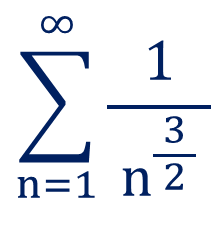 ∞
∑ 1
n=1 n^(3/2)